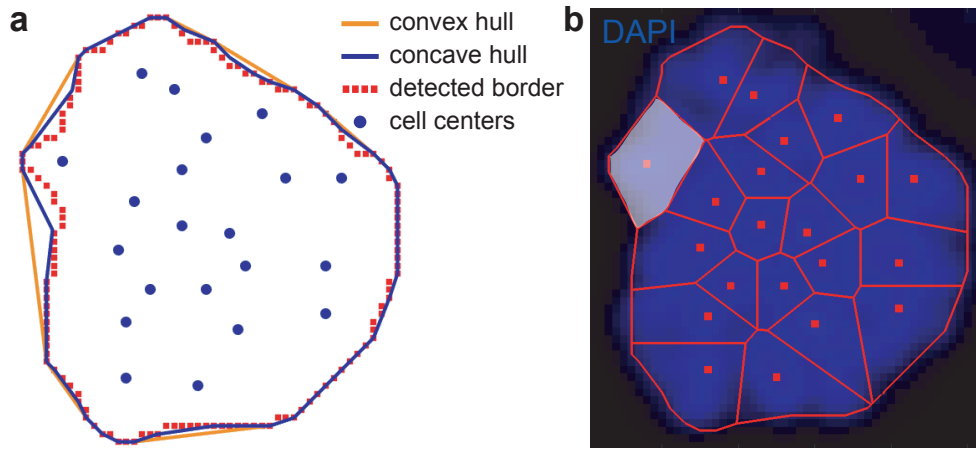 a
convex hull
concave hull
detected border
cell centers
b
DAPI